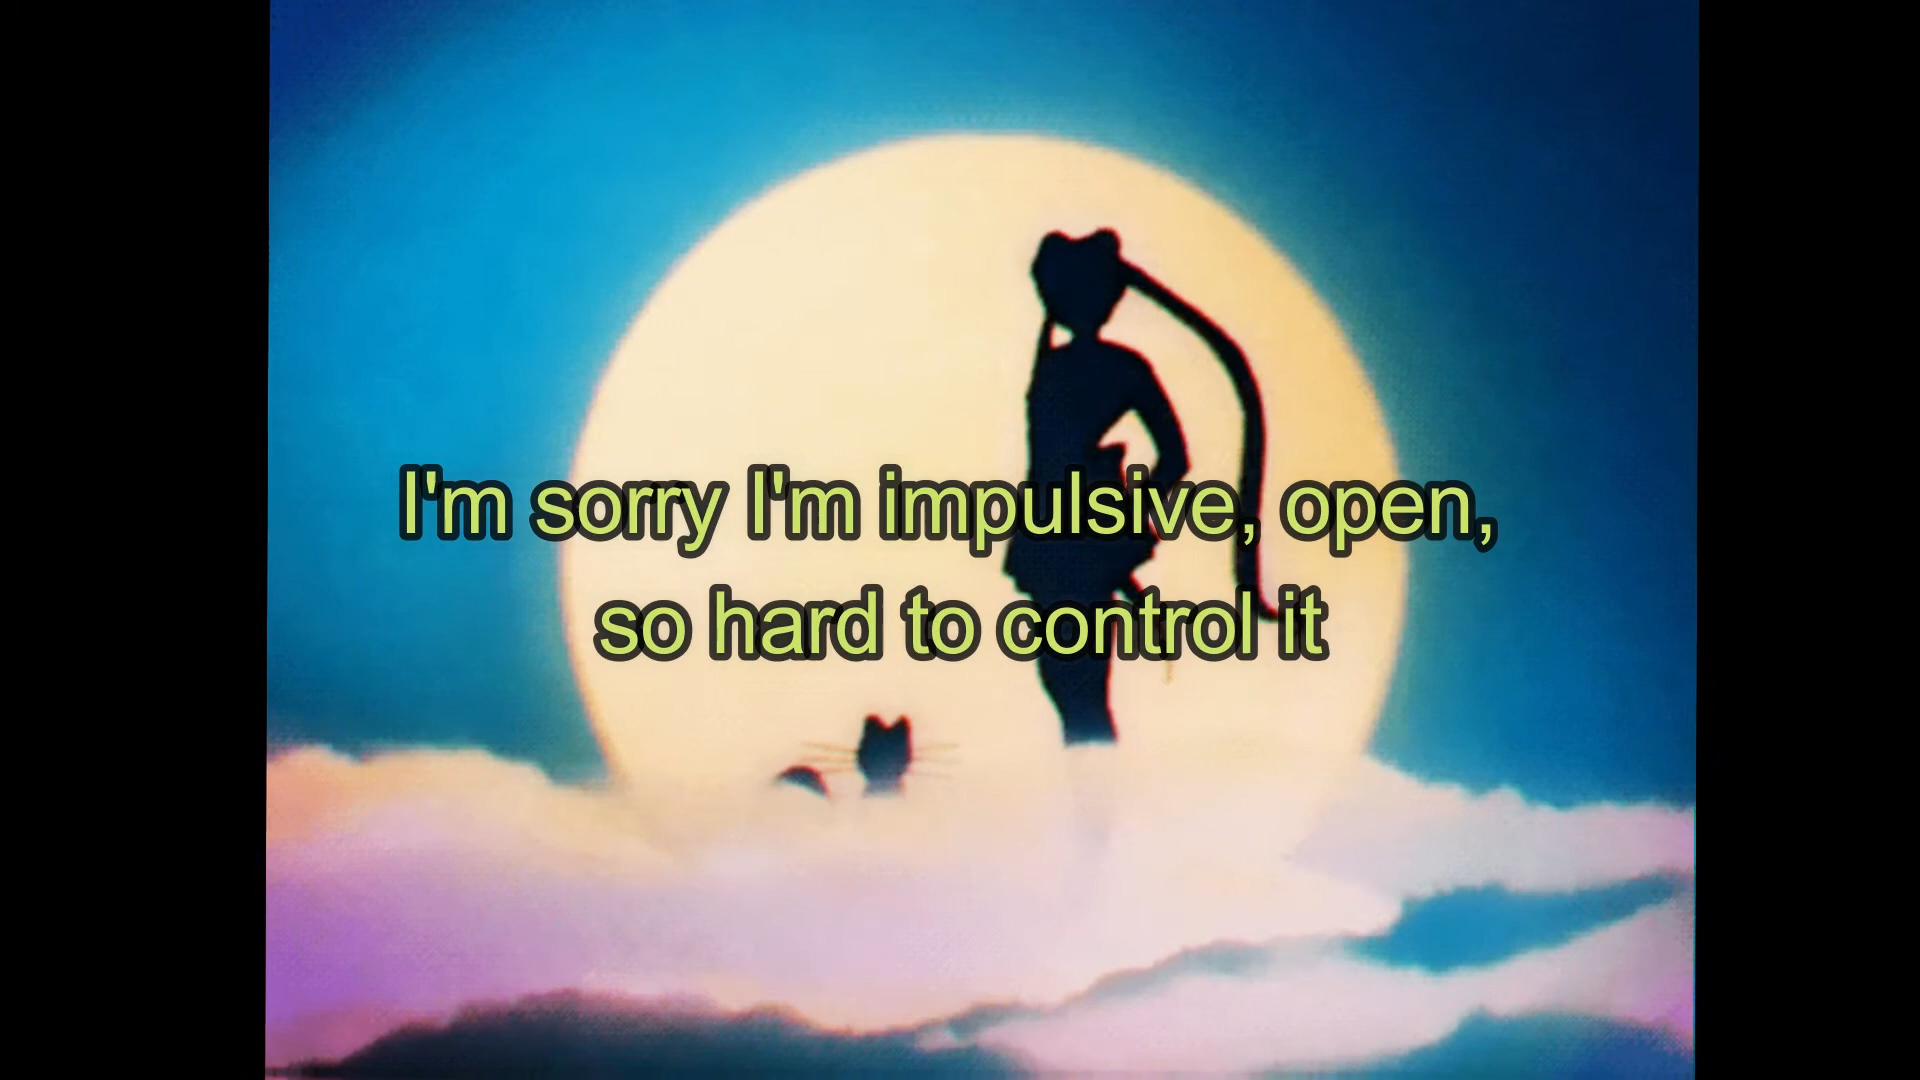 I'm sorry I'm impulsive, open,
so hard to control it